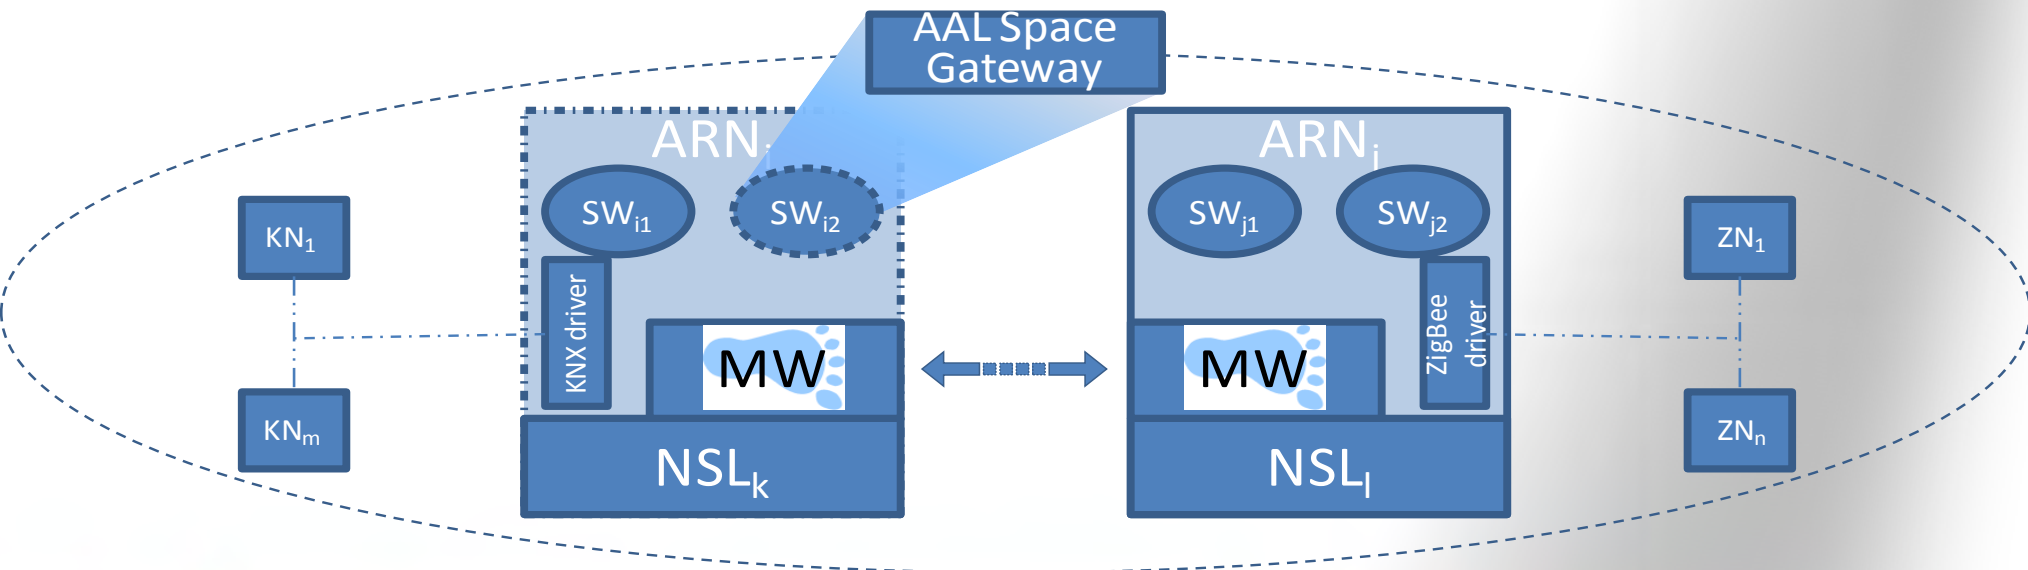 AAL Space
Gateway
ARNi
ARNj
SWi1
SWi2
SWj1
SWj2
KN1
ZN1
KNX driver
ZigBee
driver
MW
MW
KNm
ZNn
NSLk
NSLl